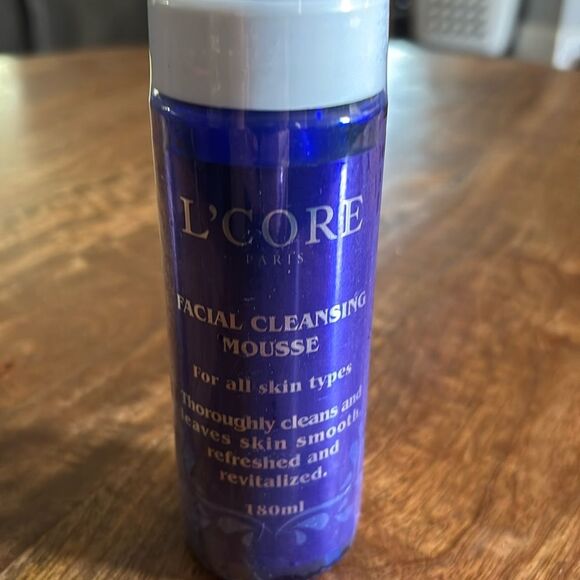 L'CORE
PARIS
FACIAL CLEANSING
MOUSSE
For all skin types
Thoroughly cleans and
leaves skin smooth,
refreshed and
revitalized.
180ml